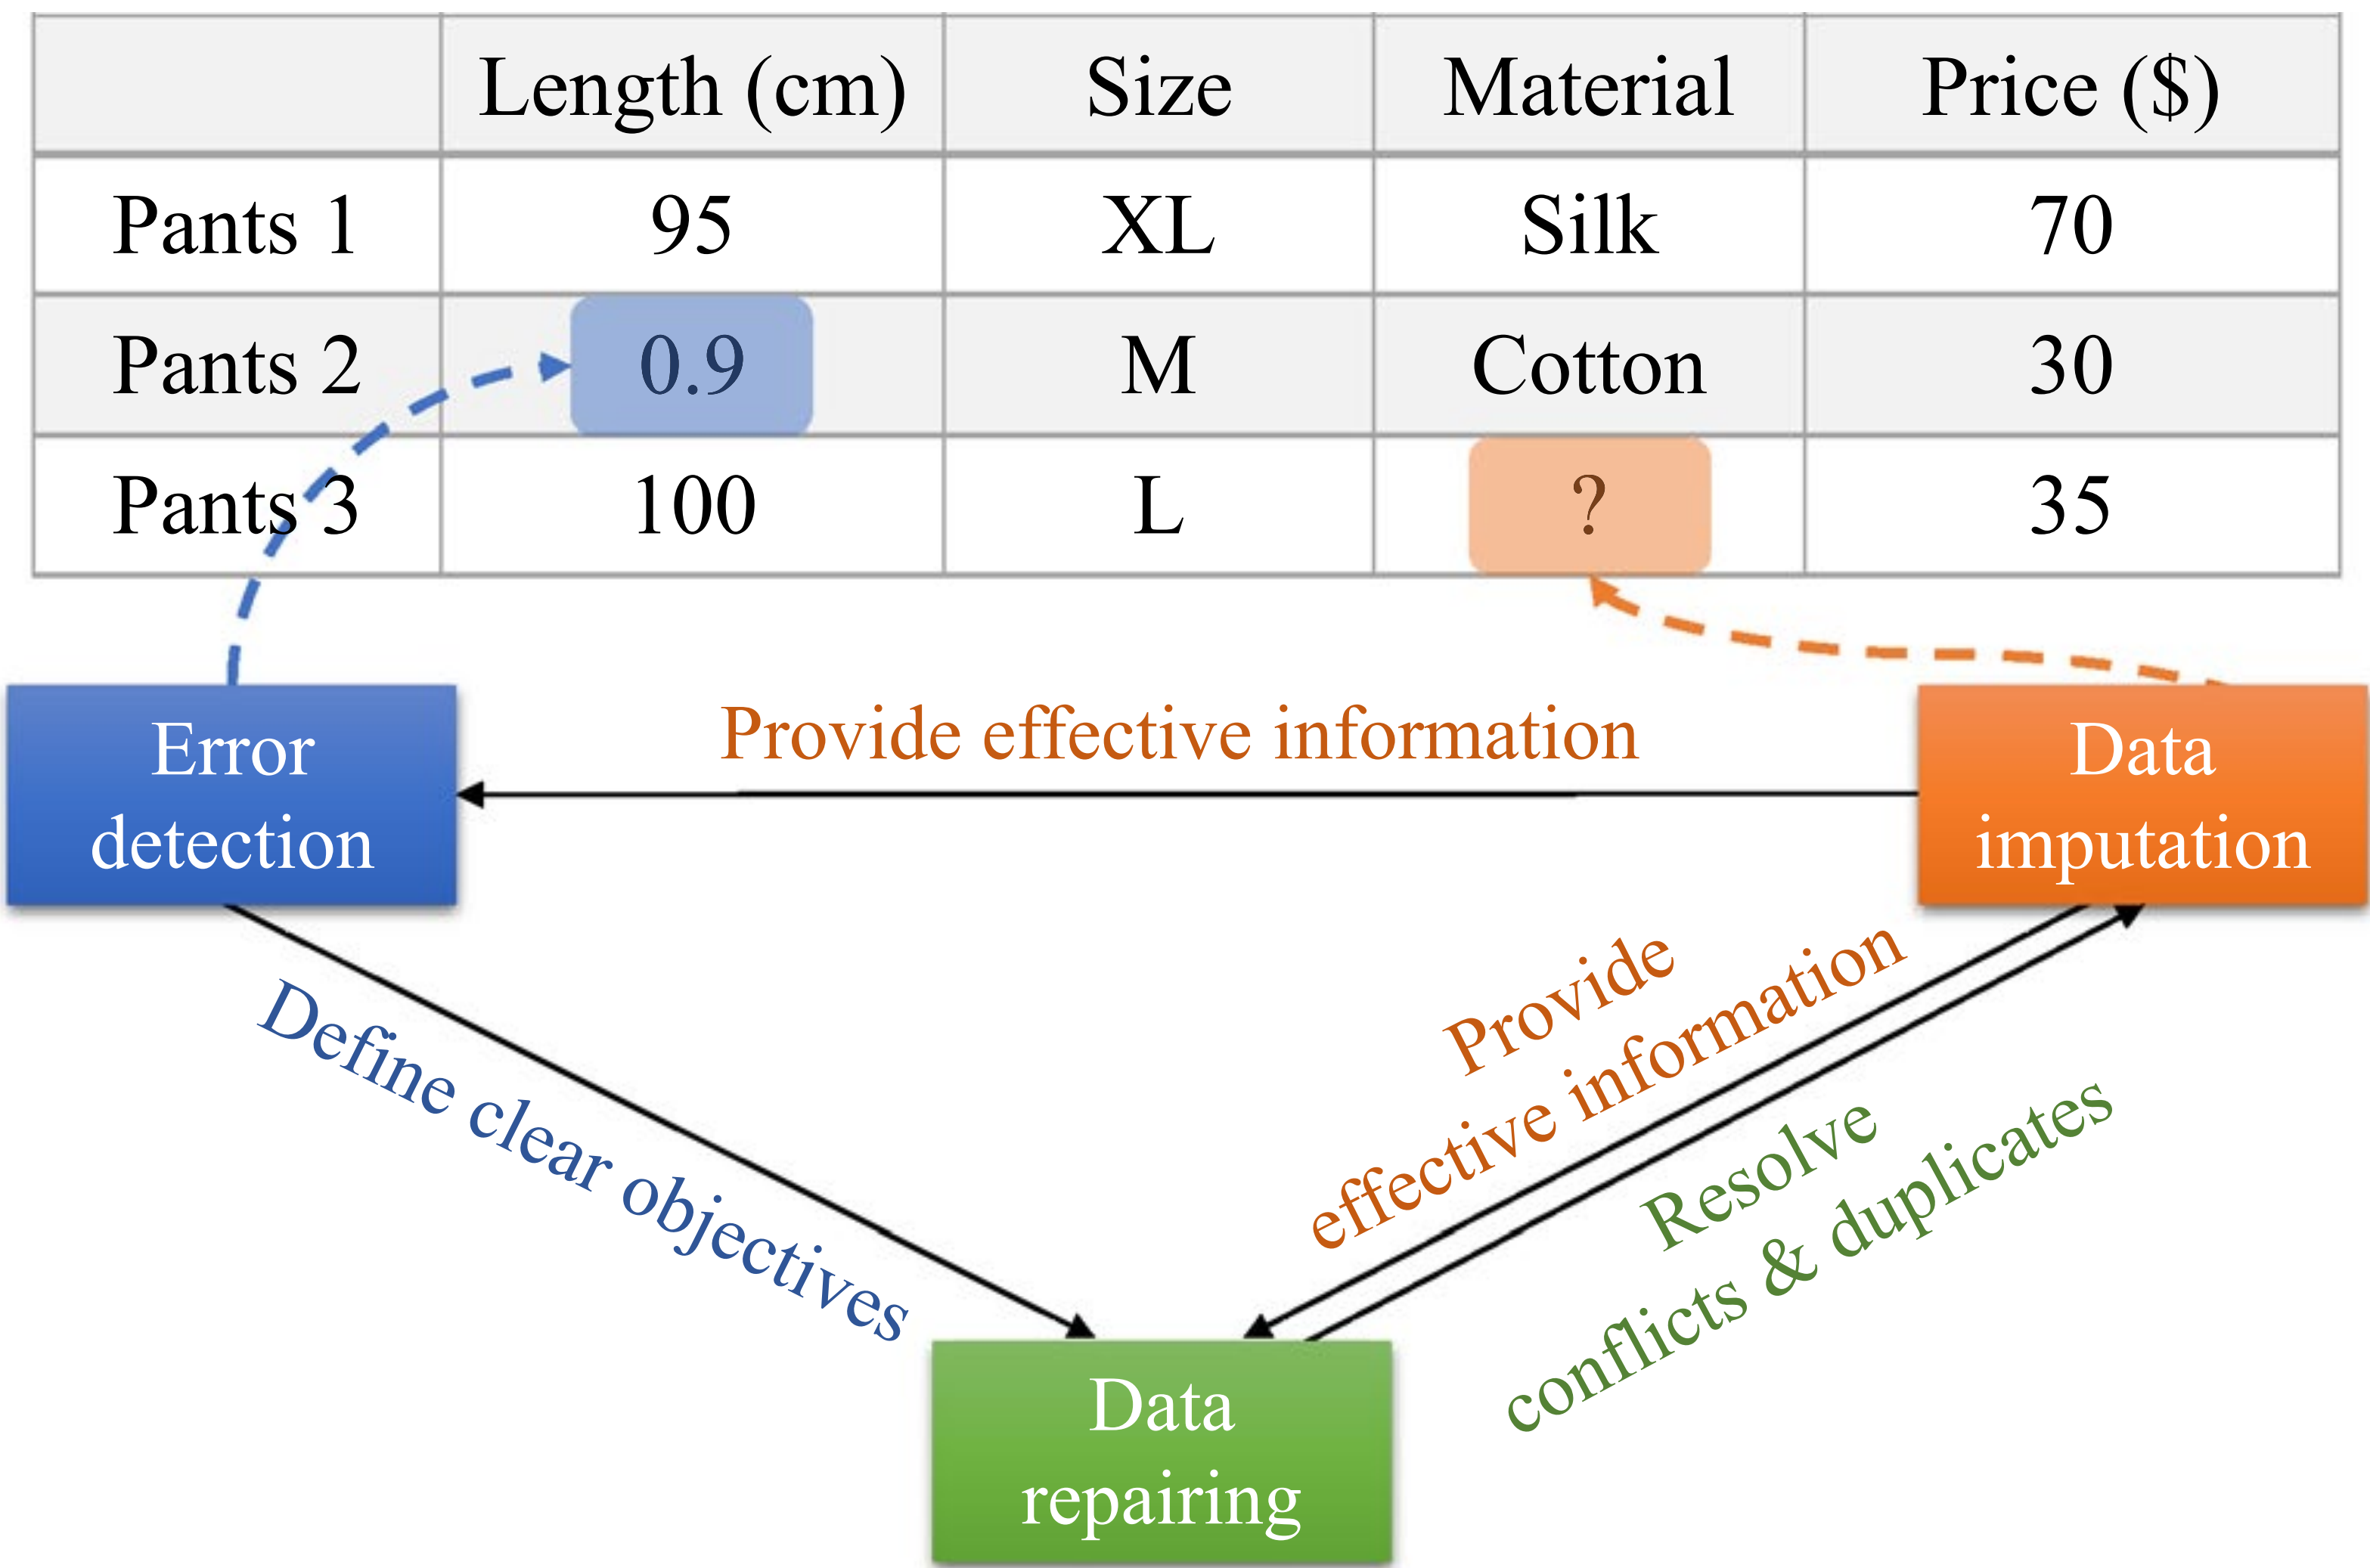 Length (cm) Size Material Price ($)
Pants 1 95 XL Silk 70
Pants 2 0.9 M Cotton 30
Pants 3 100 L ? 35
Error
detection
Provide effective information
Data
imputation
Define clear objectives
Provide
effective information
Resolve
conflicts & duplicates
Data
repairing